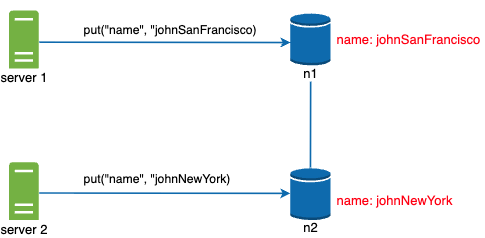 put("name", "johnSanFrancisco)
name: johnSanFrancisco
server 1
n1
put("name", "johnNewYork)
name: johnNewYork
server 2
n2